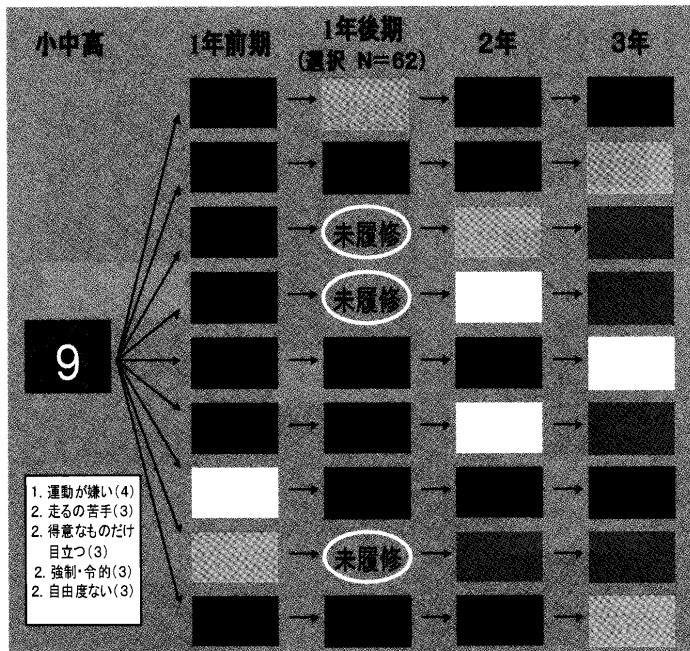 小中高
1年前期
1年後期
(選択 N=62)
2年
3年
未履修
未履修
9
1. 運動が嫌い(4)
2. 走るの苦手(3)
2. 得意なものだけ
目立つ(3)
2. 強制・令的(3)
2. 自由度ない(3)
未履修